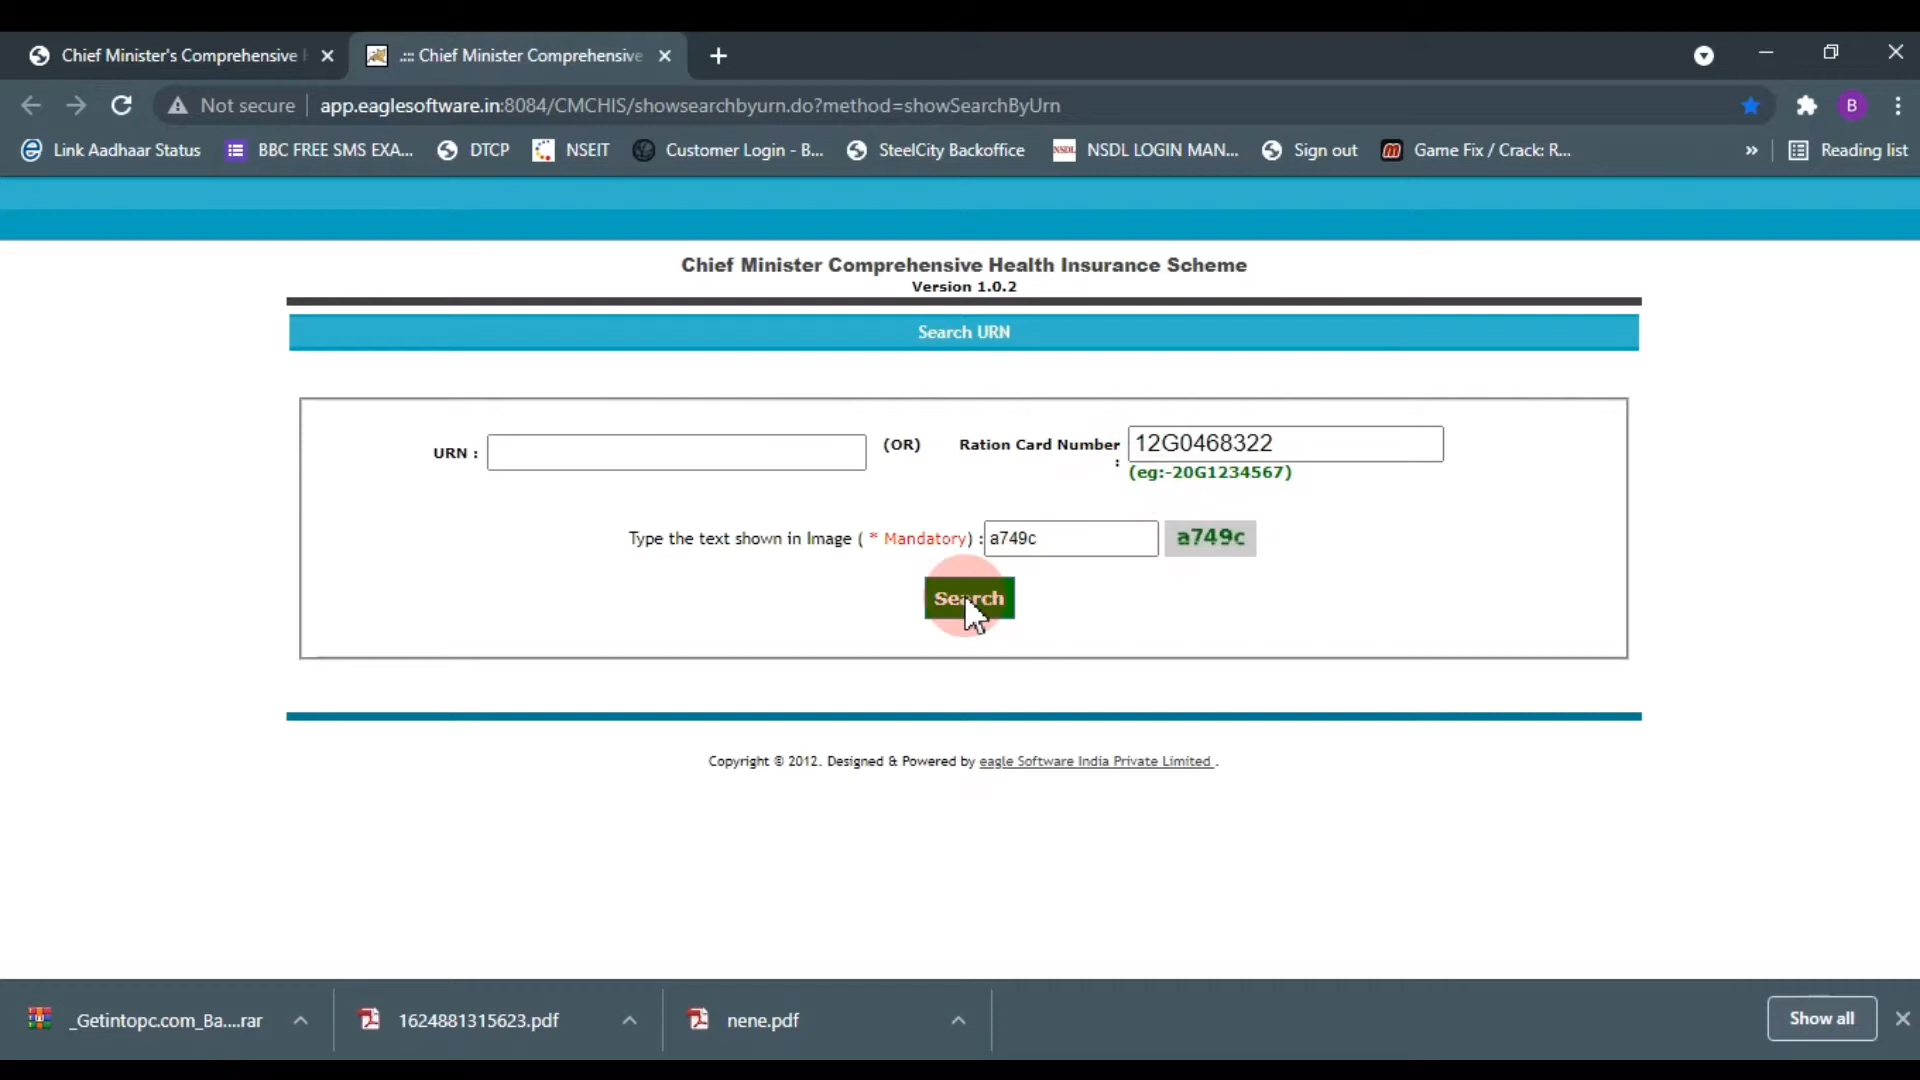 Chief Minister's Comprehensive H
.::: Chief Minister Comprehensive
Not secure
app.eaglesoftware.in:8084/CMCHIS/showsearchbyurn.do?method=showSearchByUrn
B
Link Aadhaar Status
BBC FREE SMS EXA...
DTCP
NSEIT
Customer Login - B...
SteelCity Backoffice
NSDL
NSDL LOGIN MAN...
Sign out
Game Fix / Crack: R...
»
Reading list
Chief Minister Comprehensive Health Insurance Scheme
Version 1.0.2
Search URN
URN :
(OR)
Ration Card Number :
12G0468322
(eg:-20G1234567)
Type the text shown in Image ( * Mandatory) :
a749c
a749c
Search
Copyright © 2012. Designed & Powered by eagle Software India Private Limited .
_Getintopc.com_Ba....rar
1624881315623.pdf
nene.pdf
Show all